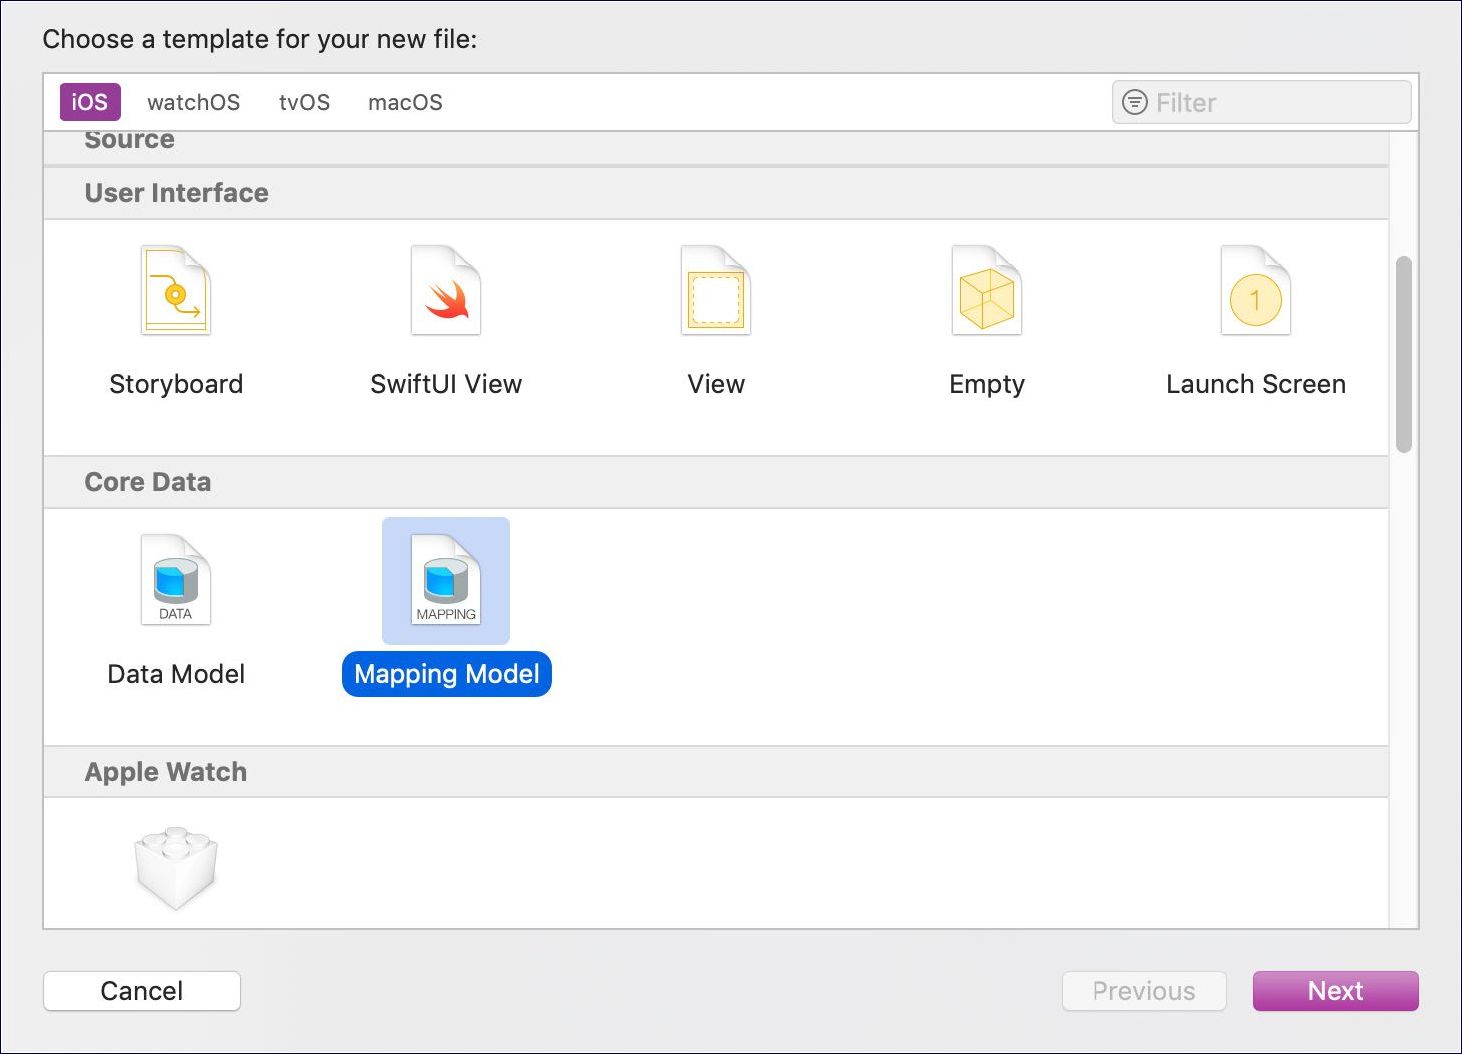 Choose a template for your new file:
iOS watchOS tvOS macOS Filter
Source
User Interface
1
Storyboard SwiftUI View View Empty Launch Screen
Core Data
DATA MAPPING
Data Model Mapping Model
Apple Watch
Cancel Previous Next